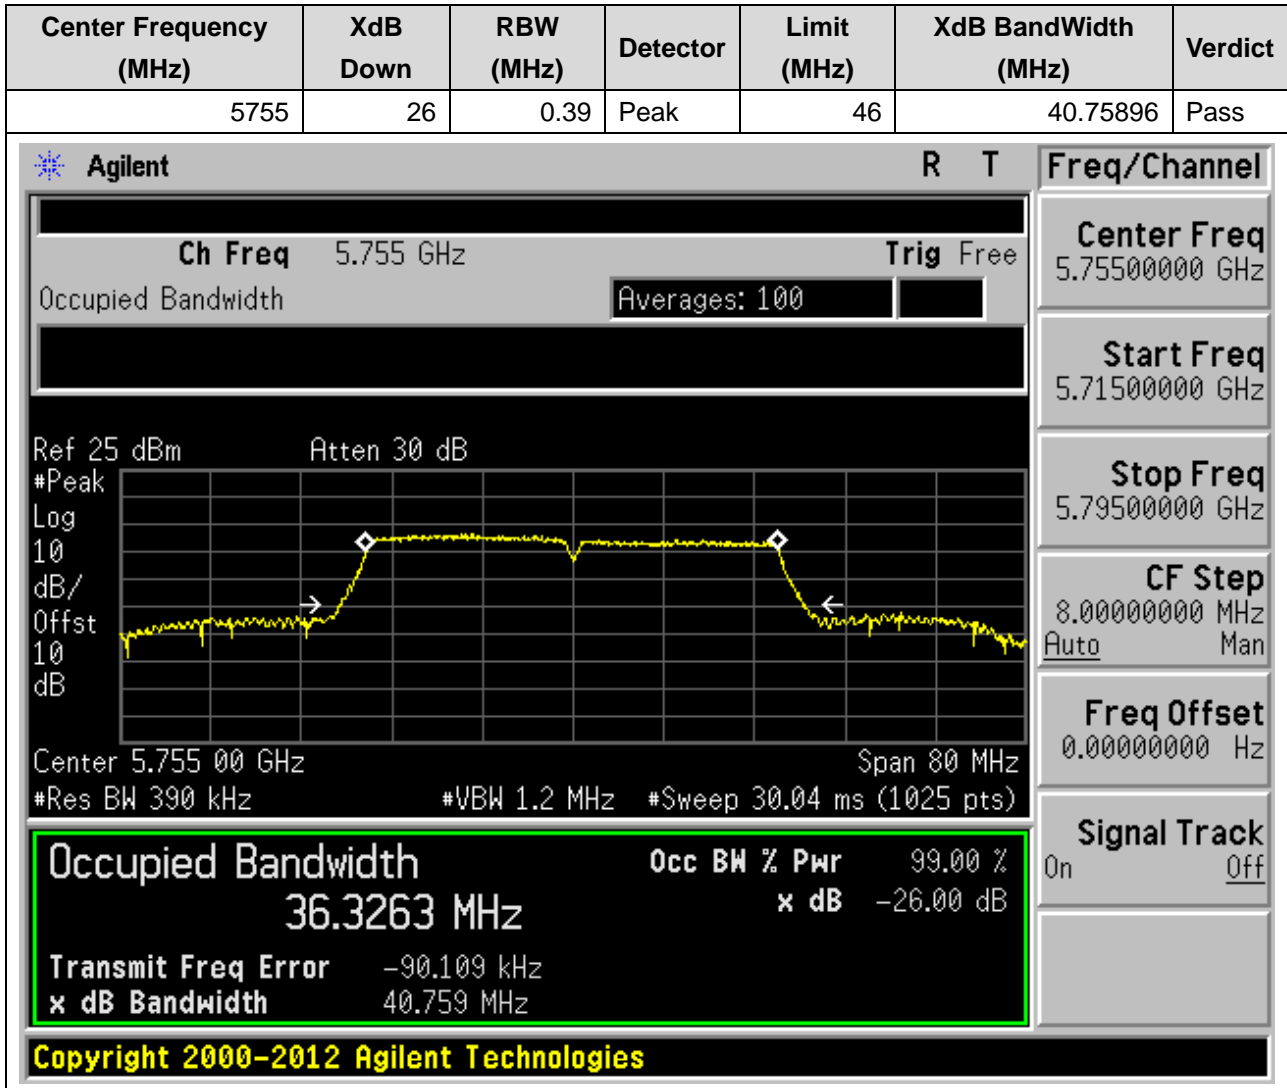 Center Frequency (MHz) XdB Down RBW (MHz) Detector Limit (MHz) XdB BandWidth (MHz) Verdict
5755 26 0.39 Peak 46 40.75896 Pass
Agilent R T Freq/Channel
Ch Freq 5.755 GHz Trig Free
Occupied Bandwidth Averages: 100
Center Freq
5.75500000 GHz
Start Freq
5.71500000 GHz
Stop Freq
5.79500000 GHz
CF Step
8.00000000 MHz
Auto Man
Freq Offset
0.00000000 Hz
Signal Track
On Off
Ref 25 dBm Atten 30 dB
#Peak
Log
10
dB/
Offst
10
dB
Center 5.755 00 GHz Span 80 MHz
#Res BW 390 kHz #VBW 1.2 MHz #Sweep 30.04 ms (1025 pts)
Occupied Bandwidth Occ BW % Pwr 99.00 %
36.3263 MHz x dB -26.00 dB
Transmit Freq Error -90.109 kHz
x dB Bandwidth 40.759 MHz
Copyright 2000-2012 Agilent Technologies